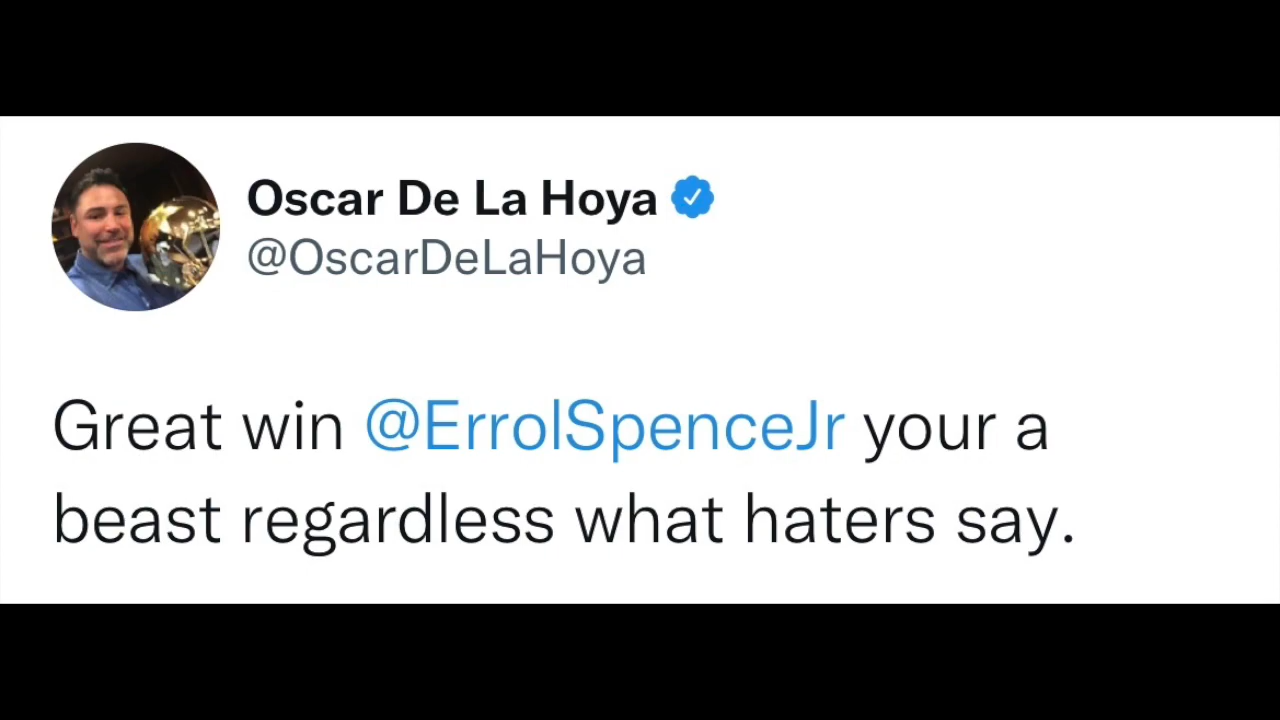 Oscar De La Hoya
@OscarDeLaHoya
Great win @ErrolSpenceJr your a
beast regardless what haters say.